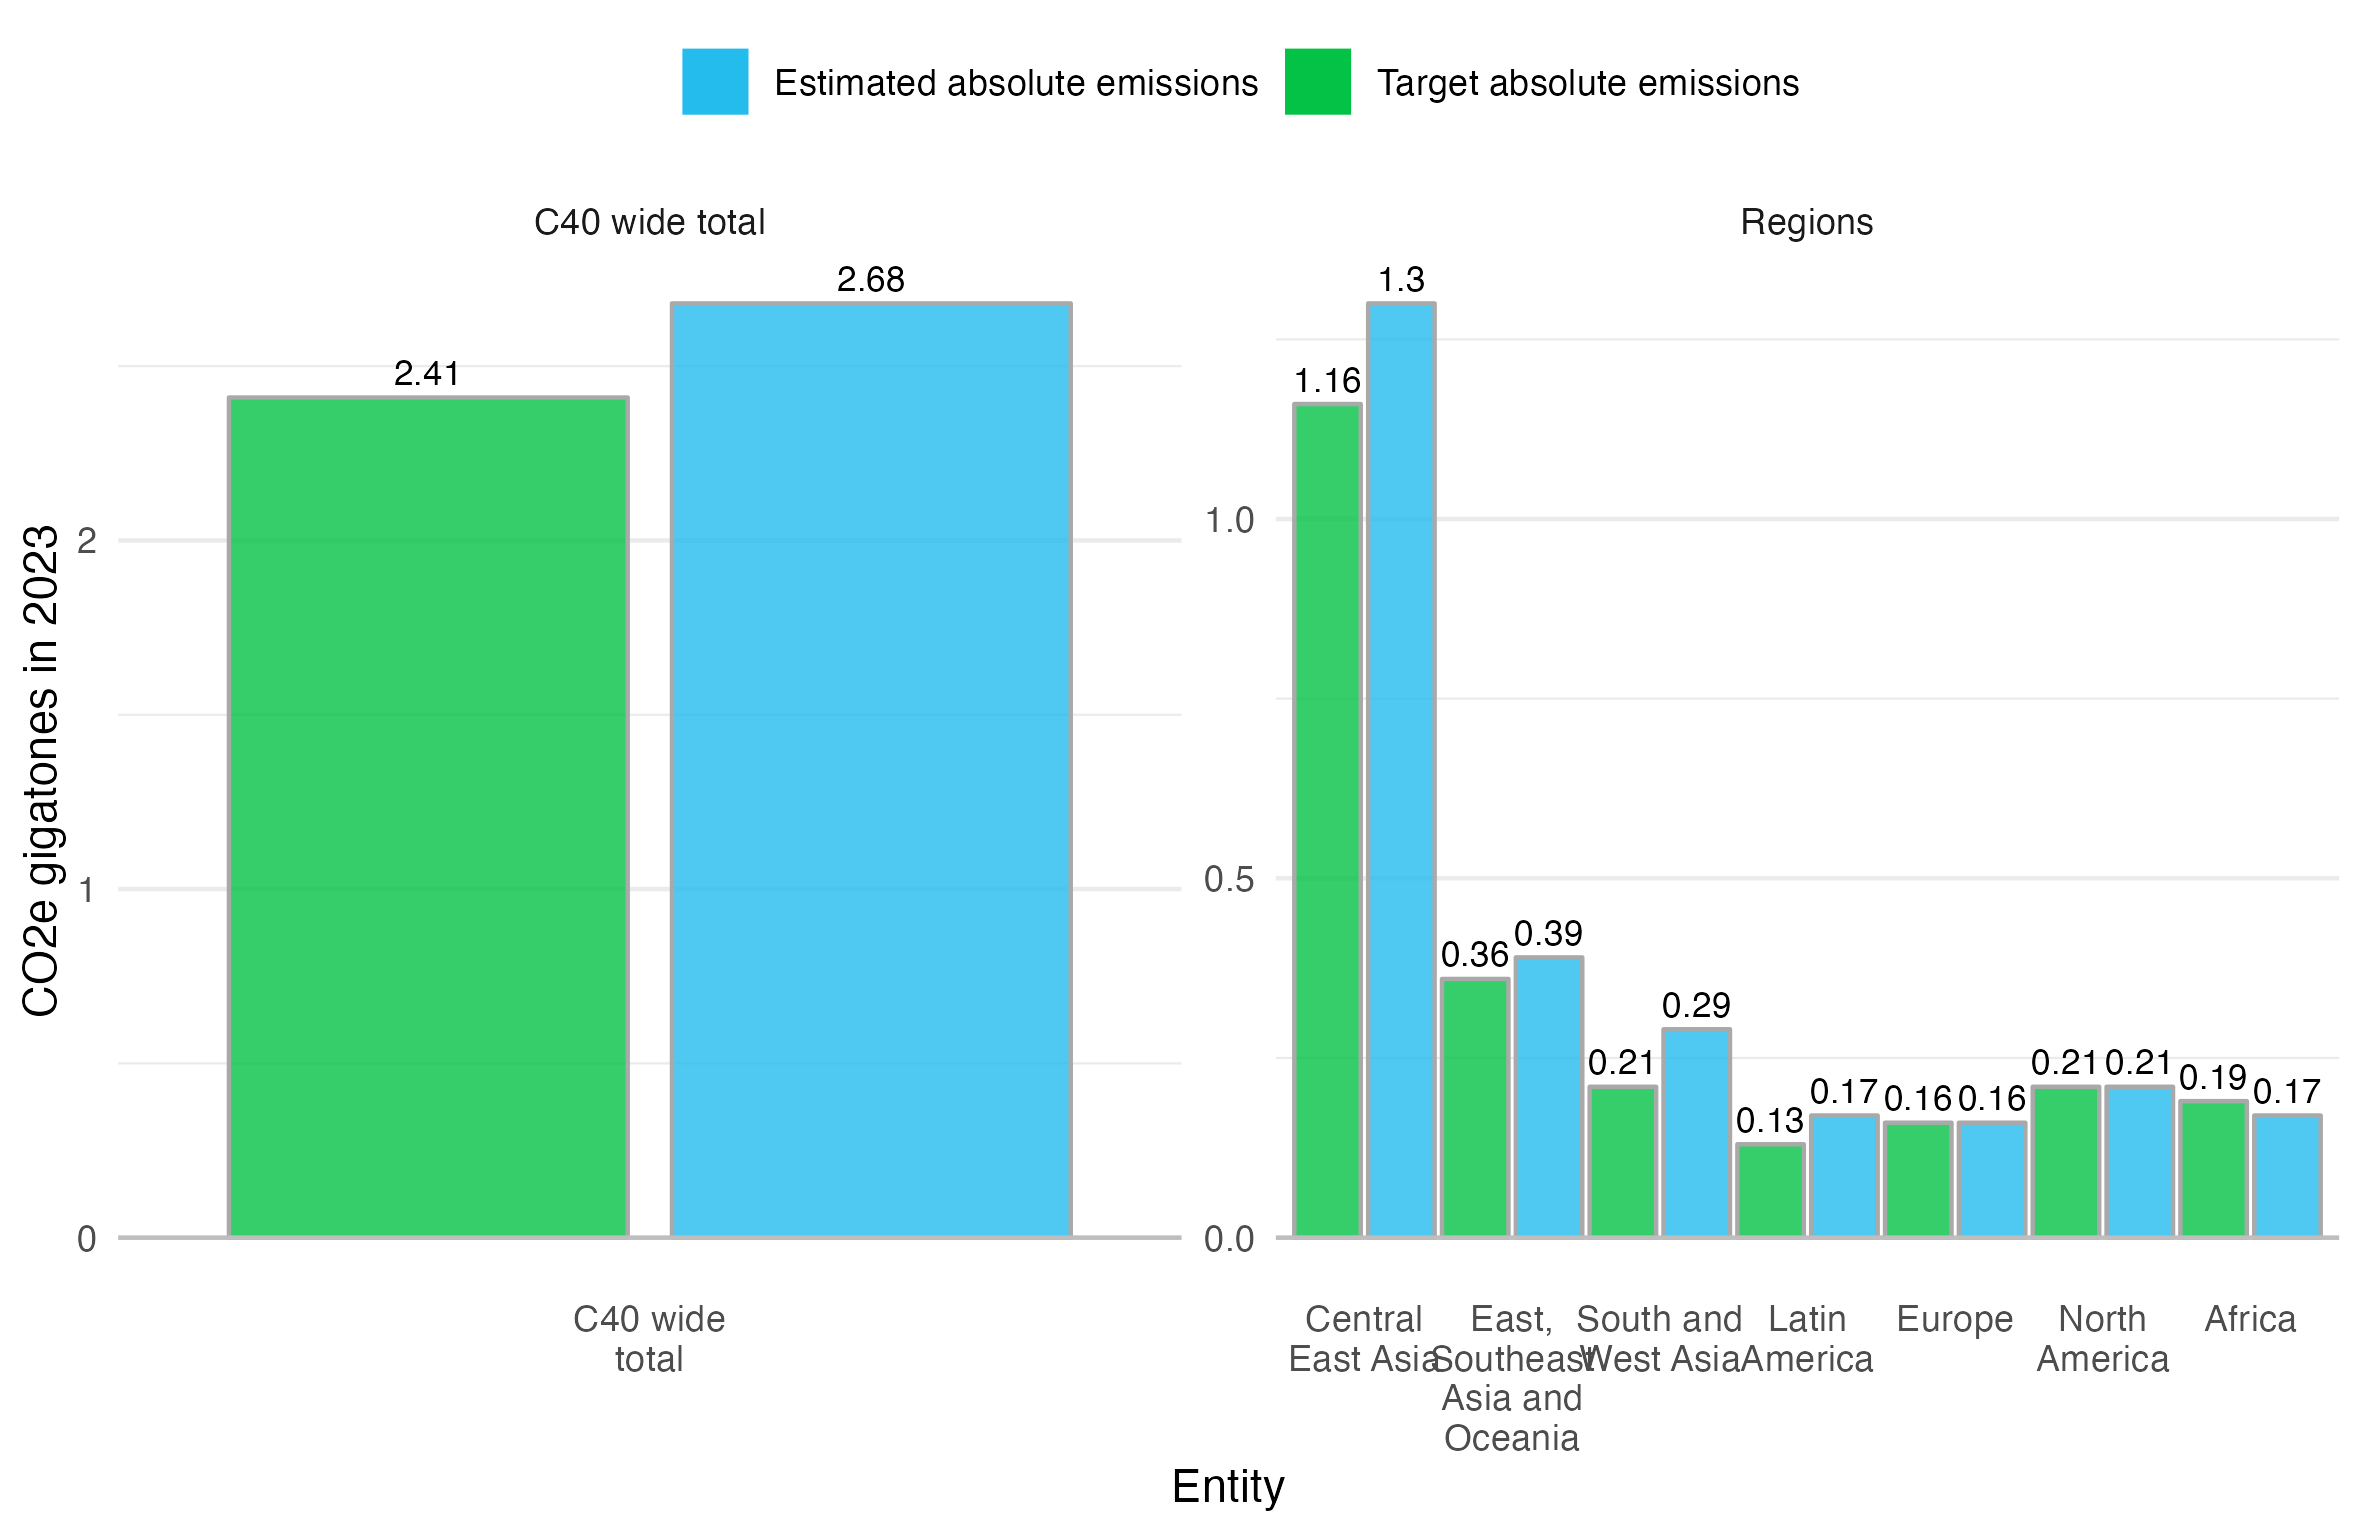 Estimated absolute emissions
Target absolute emissions
C40 wide total
Regions
CO2e gigatones in 2023
2
1
0
2.41
2.68
C40 wide
total
1.0
0.5
0.0
1.16
1.3
0.36
0.39
0.21
0.29
0.13
0.17
0.16
0.16
0.21
0.21
0.19
0.17
Central
East Asia
East,
Southeast
Asia and
Oceania
South and
West Asia
Latin
America
Europe
North
America
Africa
Entity